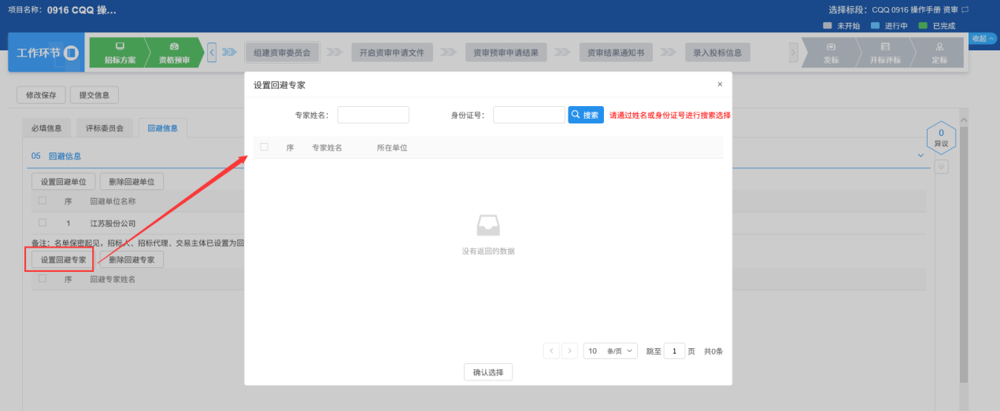 项目名称: 0916 CQQ 操...
选择标段: CQQ 0916 操作手册 资审
未开始 进行中 已完成
收起
工作环节
招标方案
资格预审
组建资审委员会
开启资审申请文件
资审预审申请结果
资审结果通知书
录入投标信息
发标
开标评标
定标
修改保存
提交信息
必填信息
评标委员会
回避信息
0
异议
05 回避信息
设置回避单位
删除回避单位
序 回避单位名称
1 江苏股份公司
备注：名单保密起见，招标人、招标代理、交易主体已设置为回
设置回避专家
删除回避专家
序 回避专家姓名
设置回避专家 ×
专家姓名：
身份证号：
搜索
请通过姓名或身份证号进行搜索选择
序 专家姓名 所在单位
没有返回的数据
10 条/页 跳至 1 页 共0条
确认选择